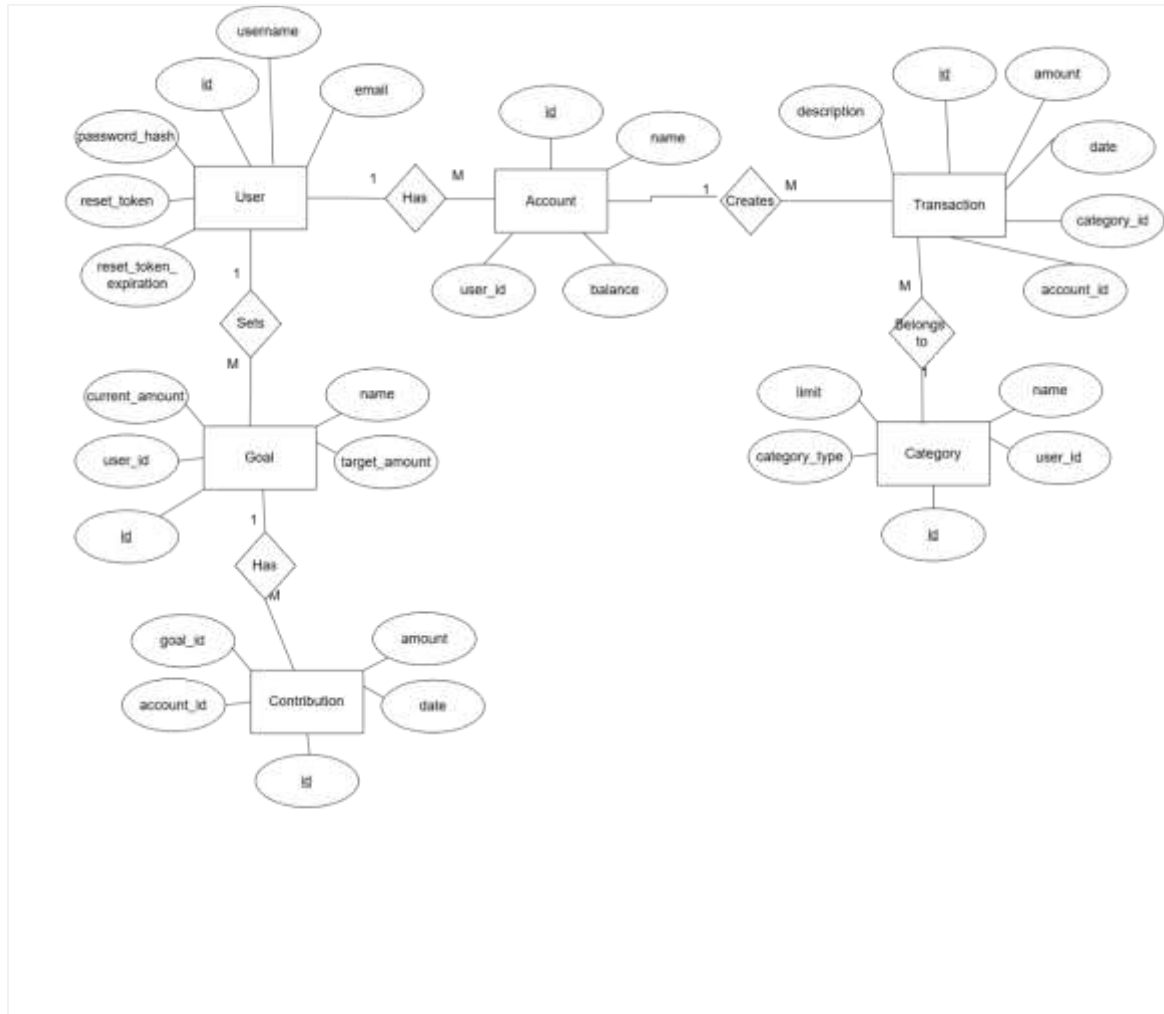 username
id
email
password_hash
reset_token
reset_token_
expiration
User
1
Has
M
id
name
Account
user_id
balance
1
Creates
M
description
id
amount
date
category_id
account_id
Transaction
M
Belongs
to
1
limit
name
category_type
Category
user_id
id
1
Sets
M
current_amount
name
user_id
Goal
target_amount
id
1
Has
M
goal_id
amount
account_id
Contribution
date
id